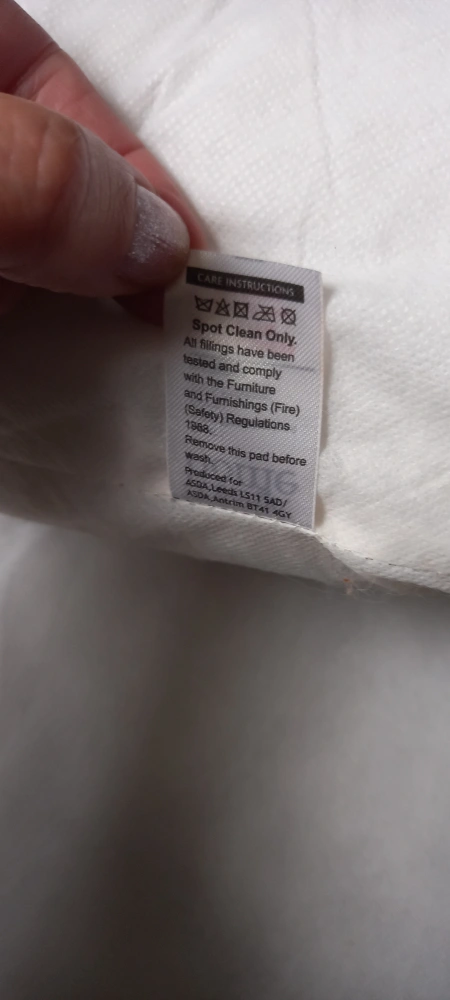 CARE INSTRUCTIONS
Spot Clean Only.
All fillings have been
tested and comply
with the Furniture
and Furnishings (Fire)
(Safety) Regulations
1988.
Remove this pad before
wash.
Produced for
ASDA,Leeds LS11 5AD/
ASDA,Antrim BT41 4GY